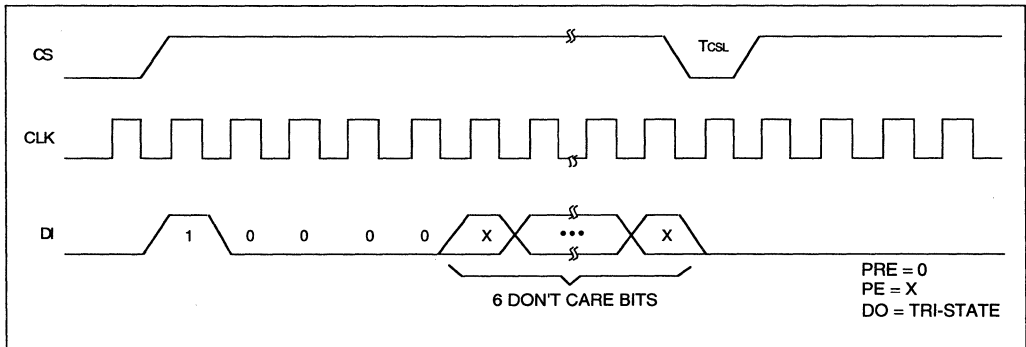 CS
TCSL
CLK
DI
1 0 0 0 0 X ••• X
6 DON'T CARE BITS
PRE = 0
PE = X
DO = TRI-STATE